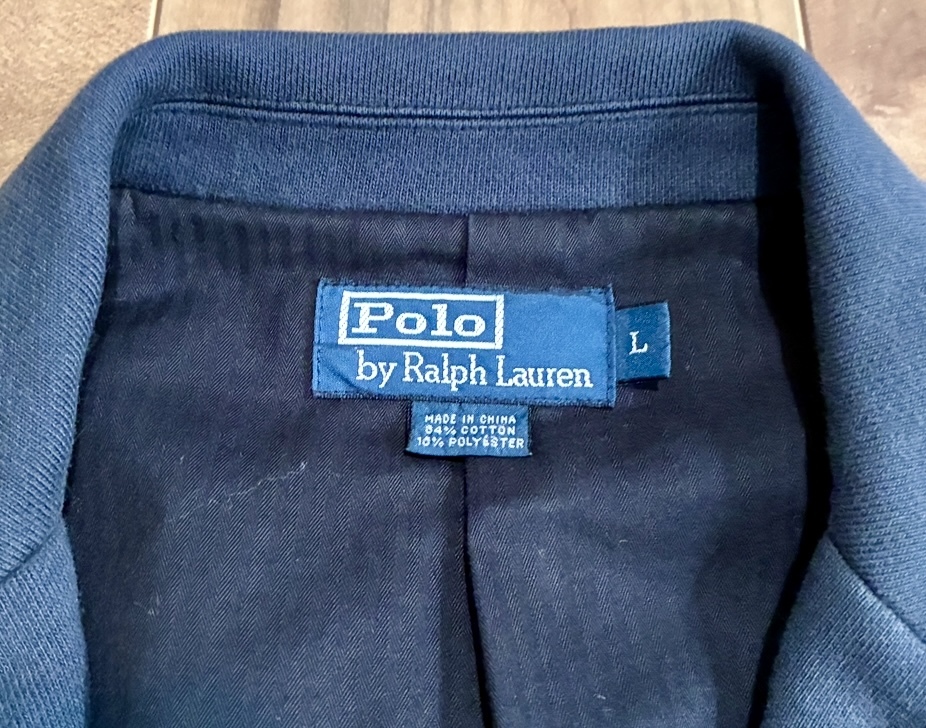 Polo
by Ralph Lauren
L
MADE IN CHINA
84% COTTON
16% POLYESTER